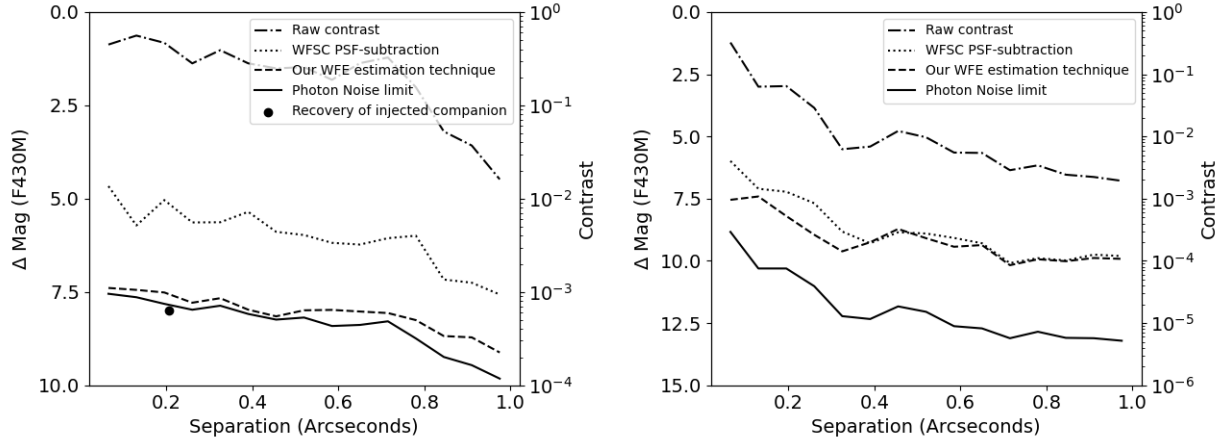 0.0
2.5
5.0
7.5
10.0
Δ Mag (F430M)
Raw contrast
WFSC PSF-subtraction
Our WFE estimation technique
Photon Noise limit
Recovery of injected companion
10⁰
10⁻¹
10⁻²
10⁻³
10⁻⁴
Contrast
0.2 0.4 0.6 0.8 1.0
Separation (Arcseconds)
0.0
2.5
5.0
7.5
10.0
12.5
15.0
Δ Mag (F430M)
Raw contrast
WFSC PSF-subtraction
Our WFE estimation technique
Photon Noise limit
10⁰
10⁻¹
10⁻²
10⁻³
10⁻⁴
10⁻⁵
10⁻⁶
Contrast
0.2 0.4 0.6 0.8 1.0
Separation (Arcseconds)